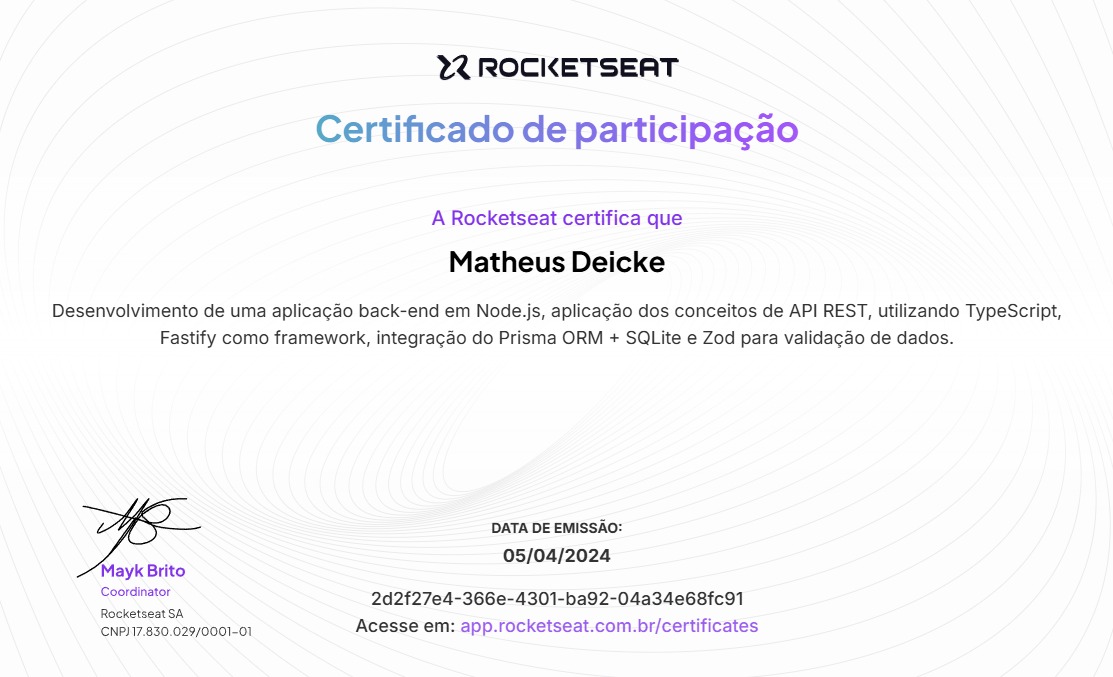 ROCKETSEAT
Certificado de participação
A Rocketseat certifica que
Matheus Deicke
Desenvolvimento de uma aplicação back-end em Node.js, aplicação dos conceitos de API REST, utilizando TypeScript,
Fastify como framework, integração do Prisma ORM + SQLite e Zod para validação de dados.
Mayk Brito
Coordinator
Rocketseat SA
CNPJ 17.830.029/0001-01
DATA DE EMISSÃO:
05/04/2024
2d2f27e4-366e-4301-ba92-04a34e68fc91
Acesse em: app.rocketseat.com.br/certificates